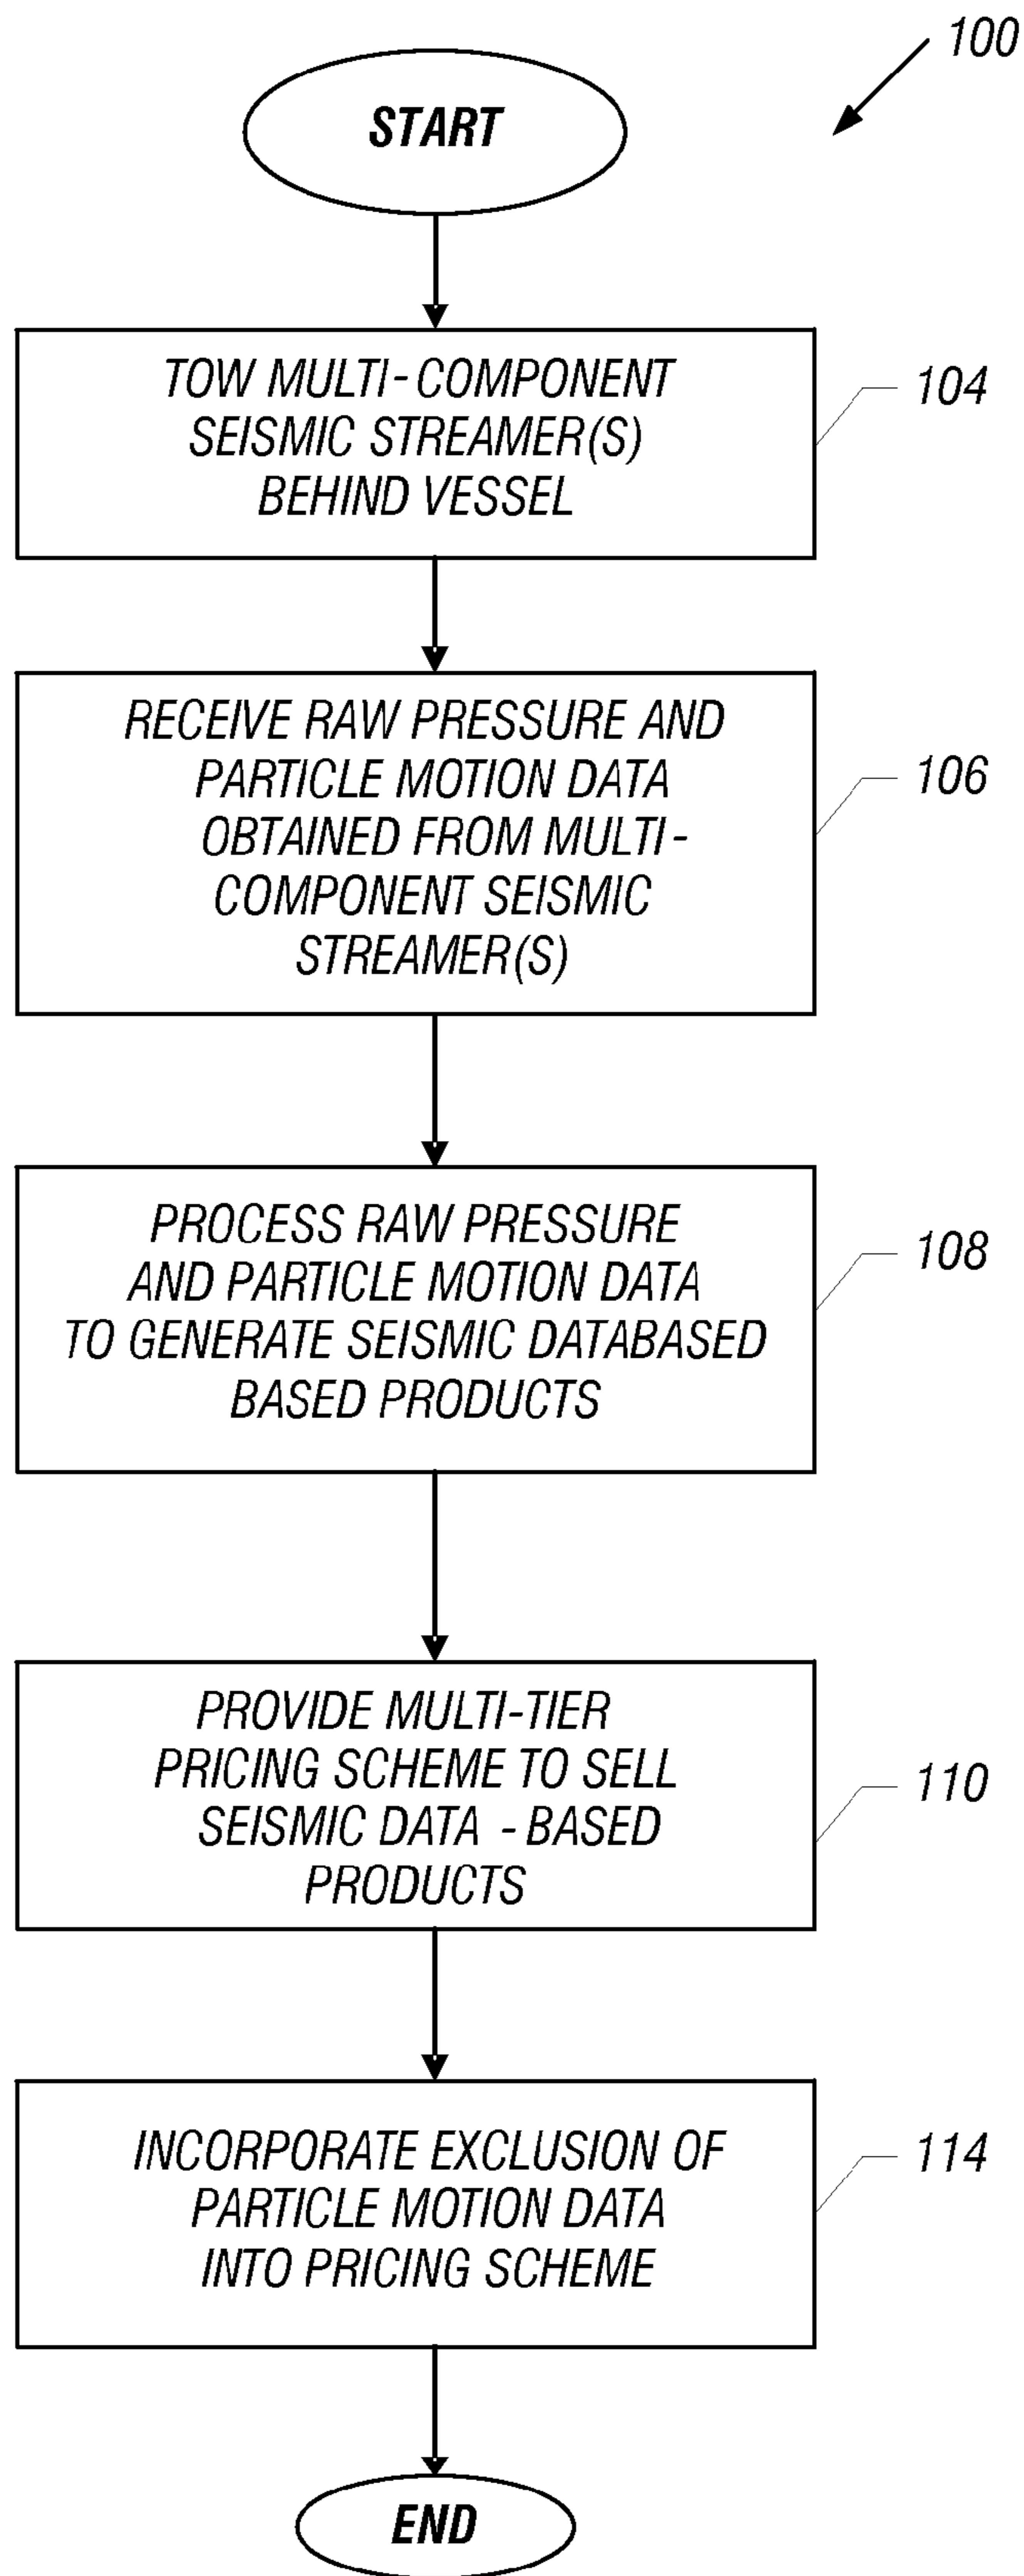 100
START
TOW MULTI-COMPONENT
SEISMIC STREAMER(S)
BEHIND VESSEL
104
RECEIVE RAW PRESSURE AND
PARTICLE MOTION DATA
OBTAINED FROM MULTI-
COMPONENT SEISMIC
STREAMER(S)
106
PROCESS RAW PRESSURE
AND PARTICLE MOTION DATA
TO GENERATE SEISMIC DATABASED
BASED PRODUCTS
108
PROVIDE MULTI-TIER
PRICING SCHEME TO SELL
SEISMIC DATA - BASED
PRODUCTS
110
INCORPORATE EXCLUSION OF
PARTICLE MOTION DATA
INTO PRICING SCHEME
114
END